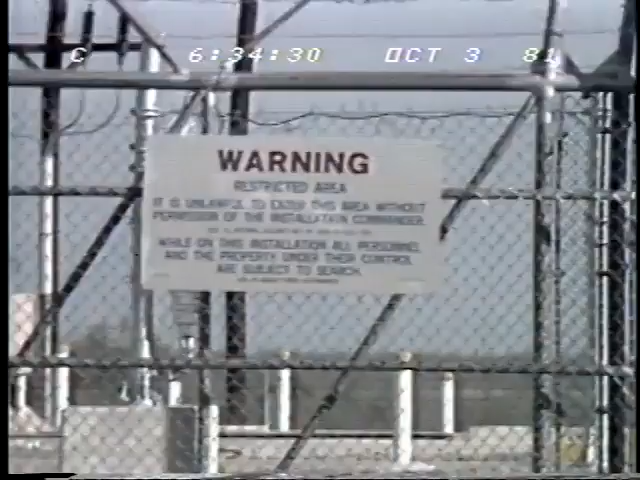 C 6:34:30 OCT 3 81
WARNING
RESTRICTED AREA
IT IS UNLAWFUL TO ENTER THIS AREA WITHOUT
PERMISSION OF THE INSTALLATION COMMANDER
WHILE ON THIS INSTALLATION ALL PERSONNEL
AND THE PROPERTY UNDER THEIR CONTROL
ARE SUBJECT TO SEARCH.